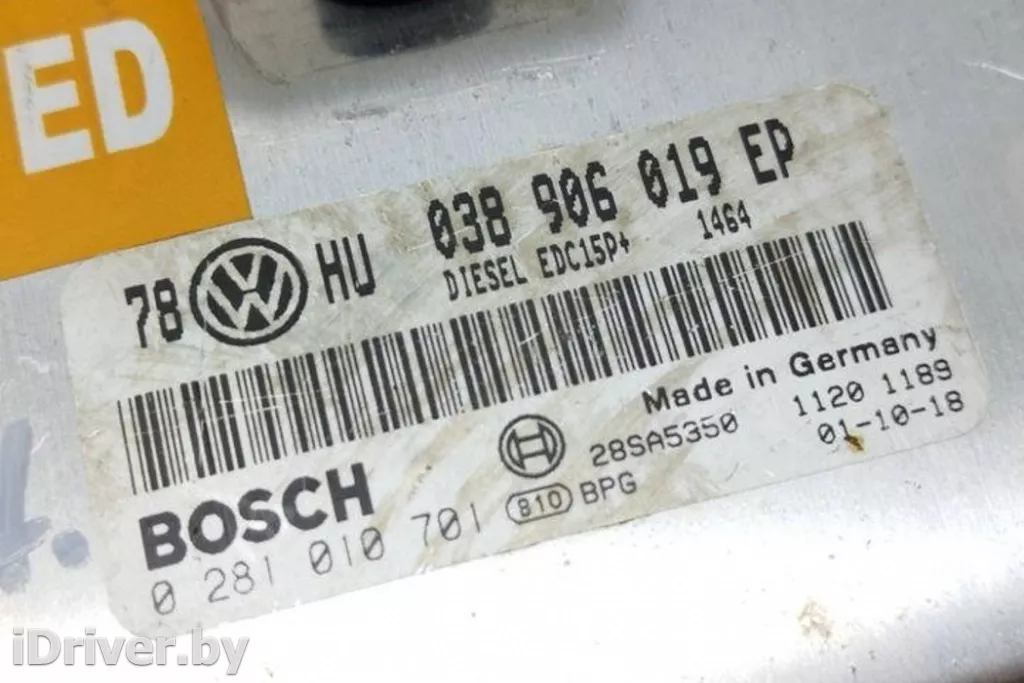 ED
038 906 019 EP
78 HU
DIESEL EDC15P+ 1464
Made in Germany
28SA5350 1120 1189
01-10-18
BOSCH
0 281 010 701 810 BPG
iDriver.by